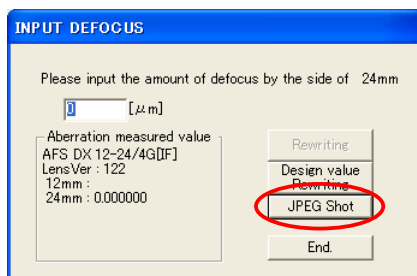 INPUT DEFOCUS
Please input the amount of defocus by the side of 24mm
0 [μm]
Aberration measured value
AFS DX 12-24/4G[IF]
LensVer : 122
12mm :
24mm : 0.000000
Rewriting
Design value
Rewriting
JPEG Shot
End.